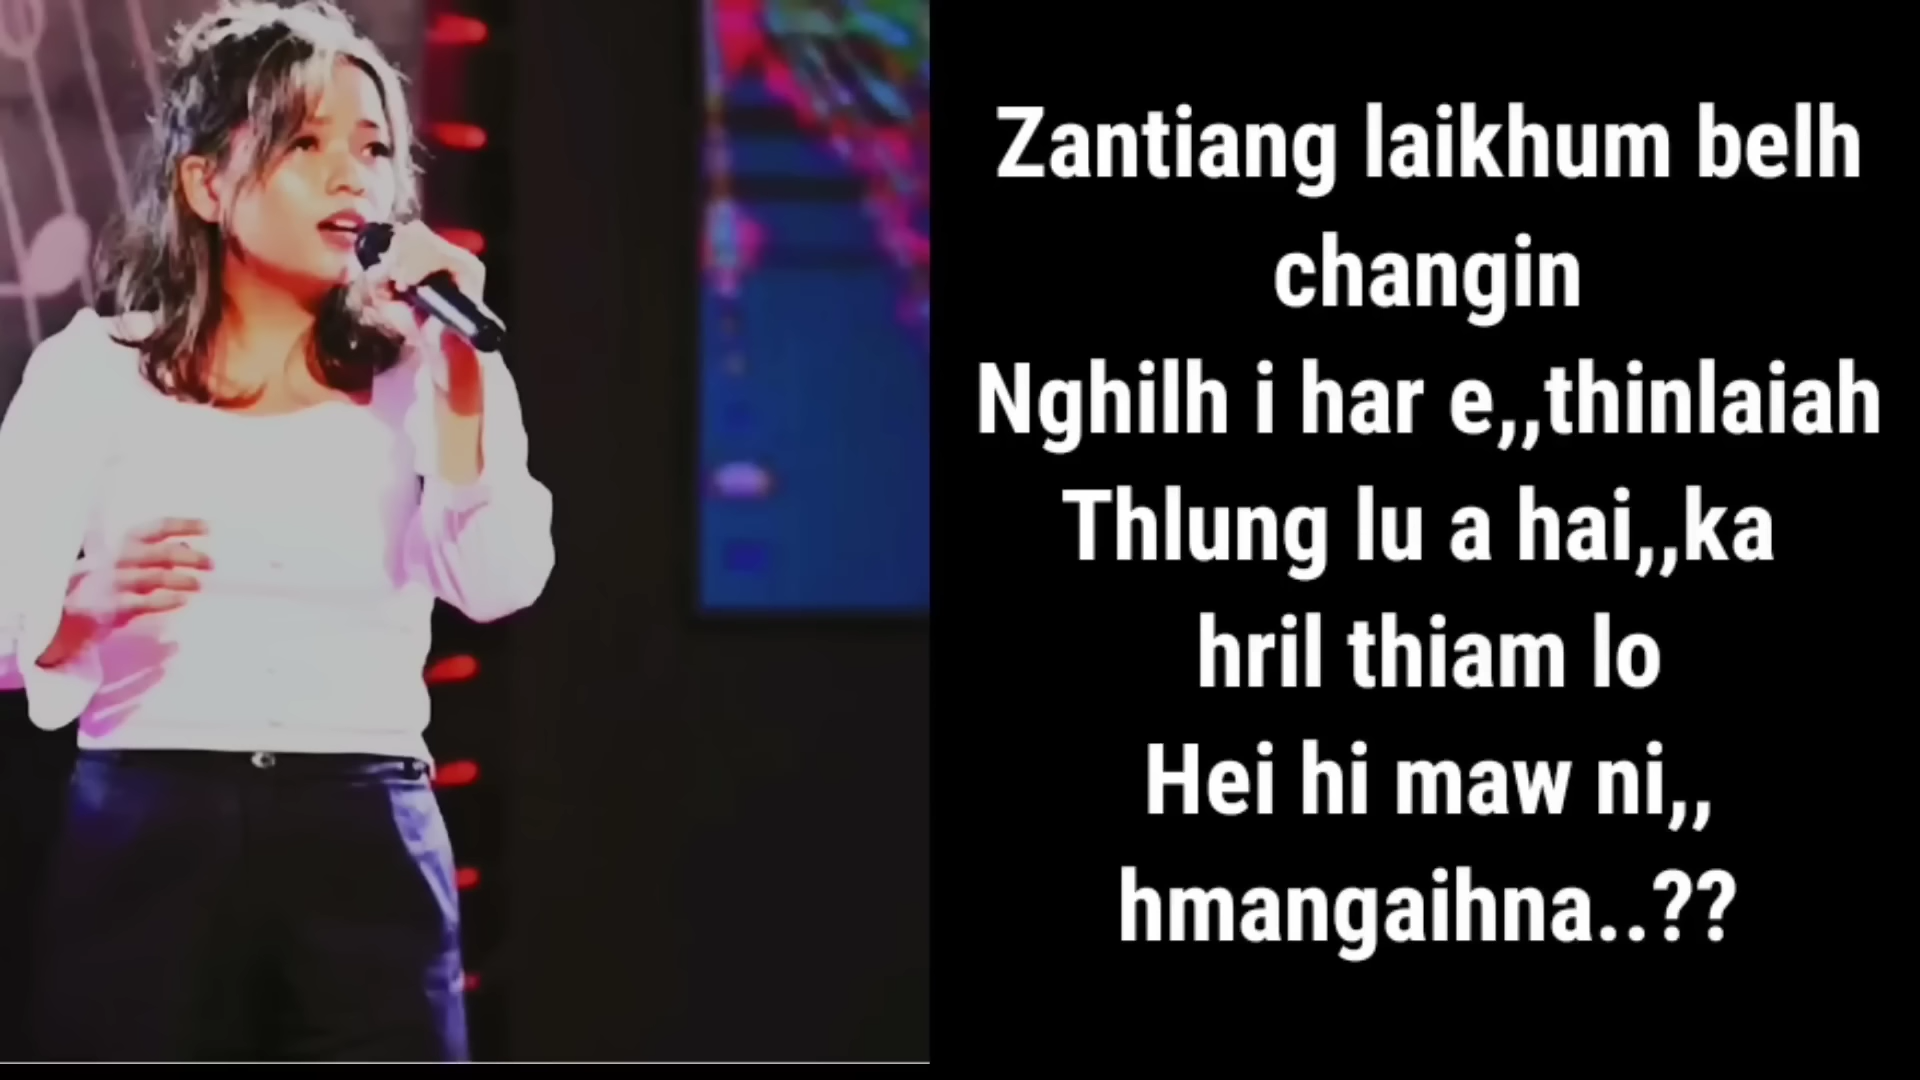 Zantiang laikhum belh
changin
Nghilh i har e,,thinlaiah
Thlung lu a hai,,ka
hril thiam lo
Hei hi maw ni,,
hmangaihna..??